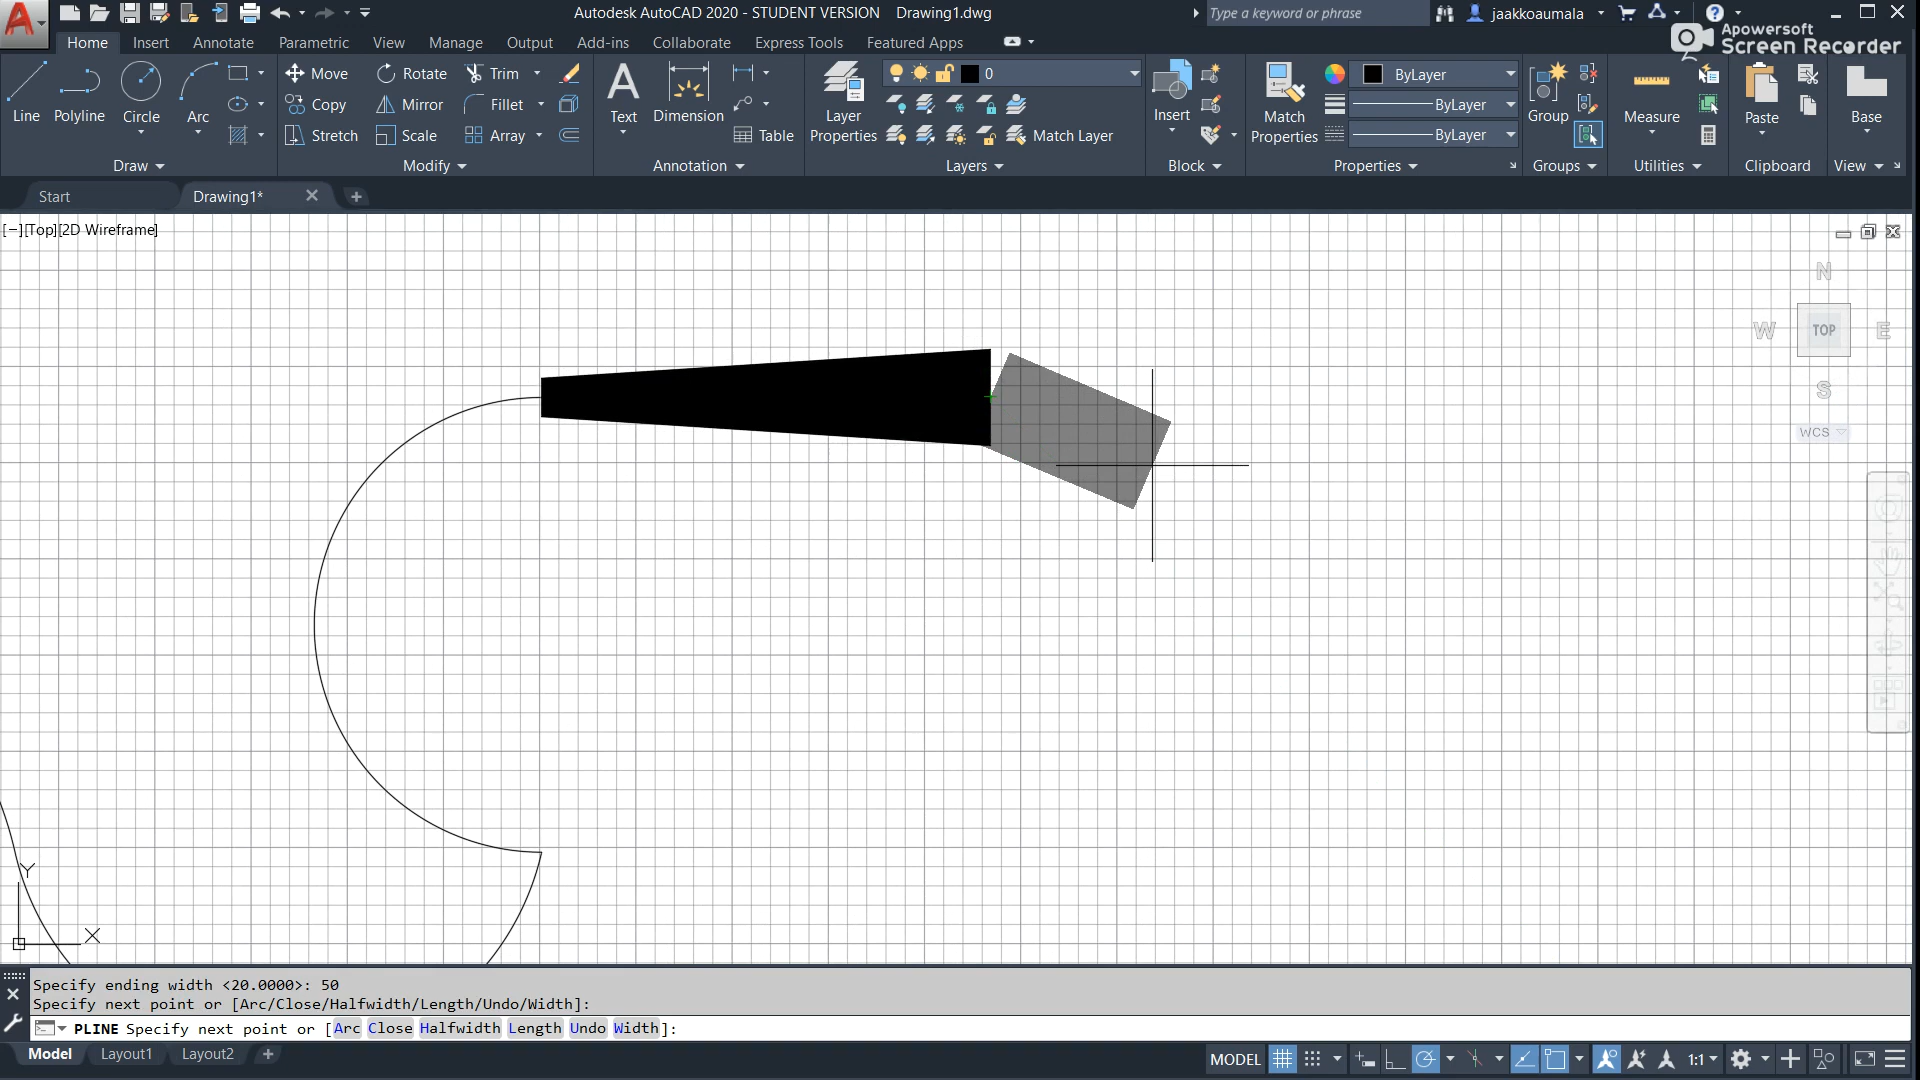 Autodesk AutoCAD 2020 - STUDENT VERSION Drawing1.dwg
Type a keyword or phrase
jaakkoaumala
Apowersoft
Screen Recorder
Home Insert Annotate Parametric View Manage Output Add-ins Collaborate Express Tools Featured Apps
Line Polyline Circle Arc
Move Rotate Trim
Copy Mirror Fillet
Stretch Scale Array
Text Dimension Table
Layer Properties
0
Match Layer
Insert
Match Properties
ByLayer
ByLayer
ByLayer
Group
Measure
Paste
Base
Draw Modify Annotation Layers Block Properties Groups Utilities Clipboard View
Start Drawing1*
[−][Top][2D Wireframe]
N
W TOP E
S
WCS
Y
X
Specify ending width <20.0000>: 50
Specify next point or [Arc/Close/Halfwidth/Length/Undo/Width]:
PLINE Specify next point or [Arc Close Halfwidth Length Undo Width]:
Model Layout1 Layout2
MODEL 1:1